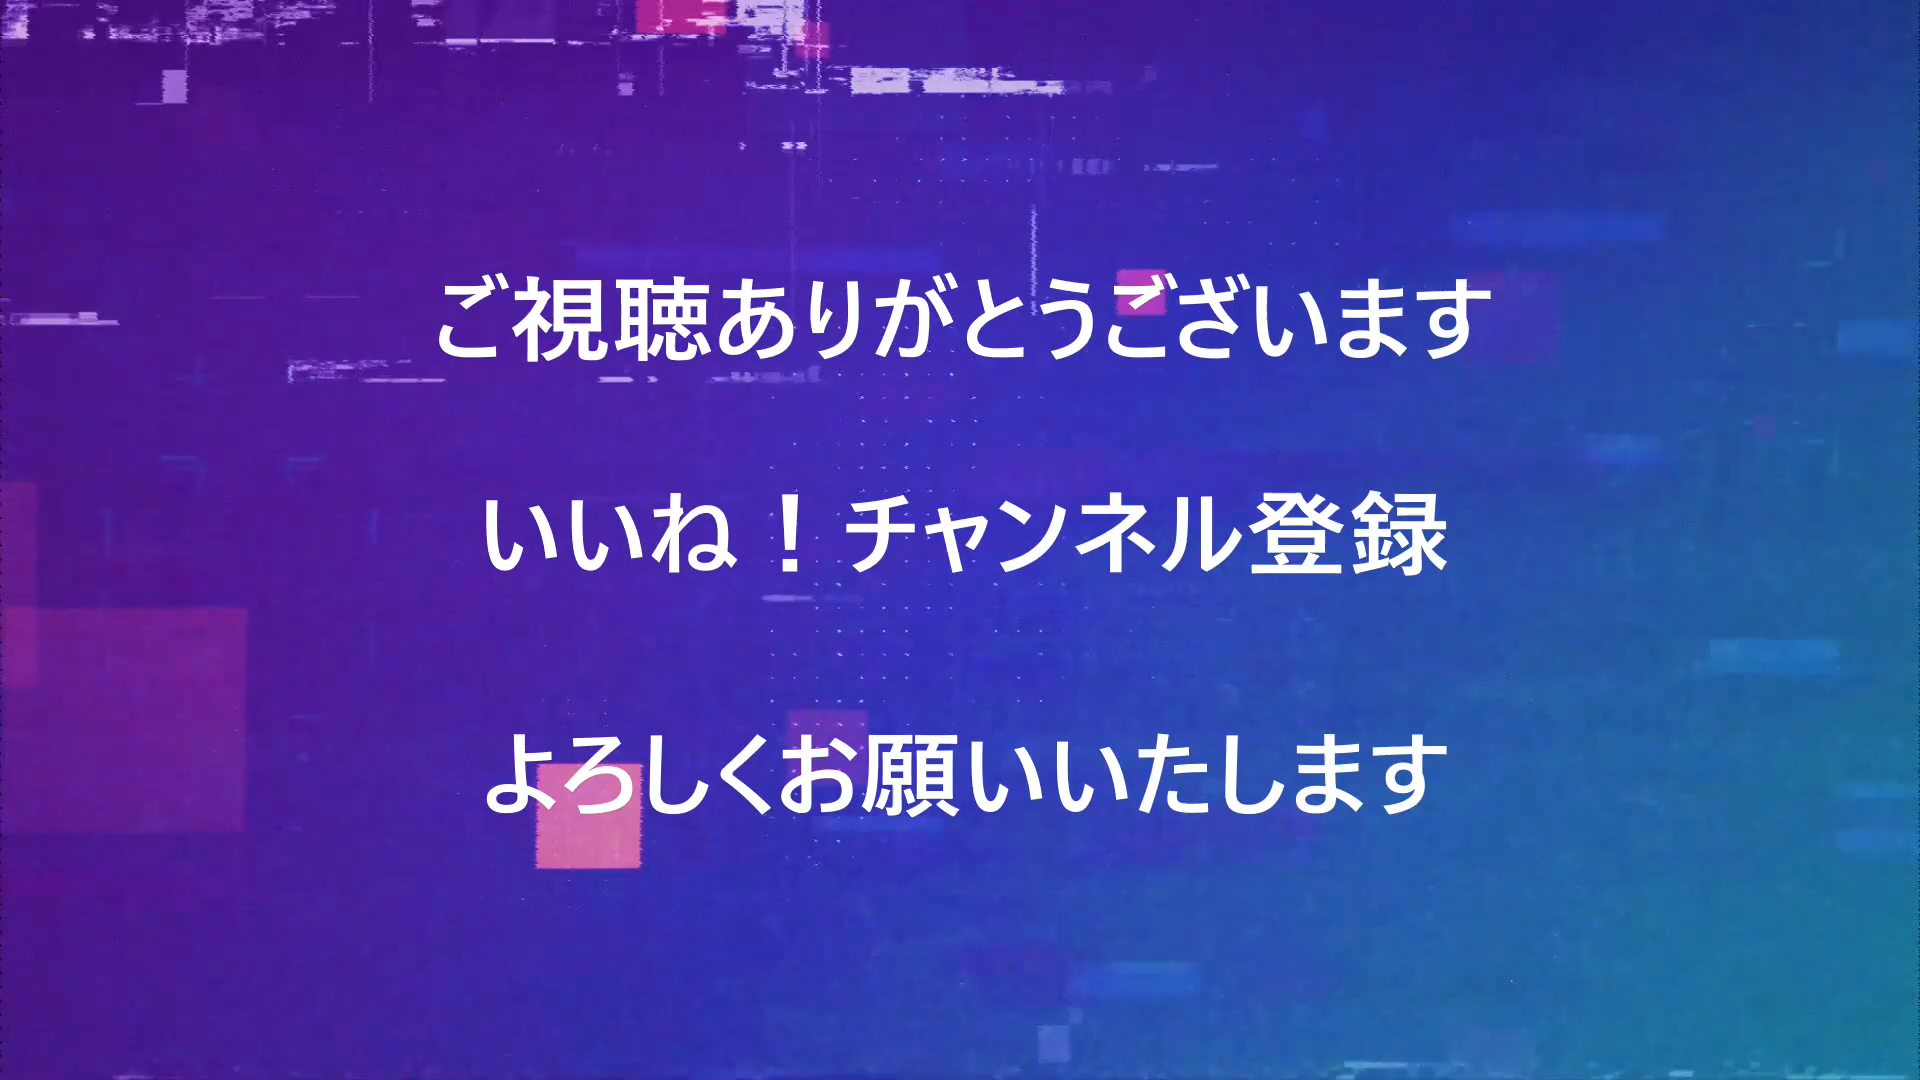 ご視聴ありがとうございます
いいね！チャンネル登録
よろしくお願いいたします